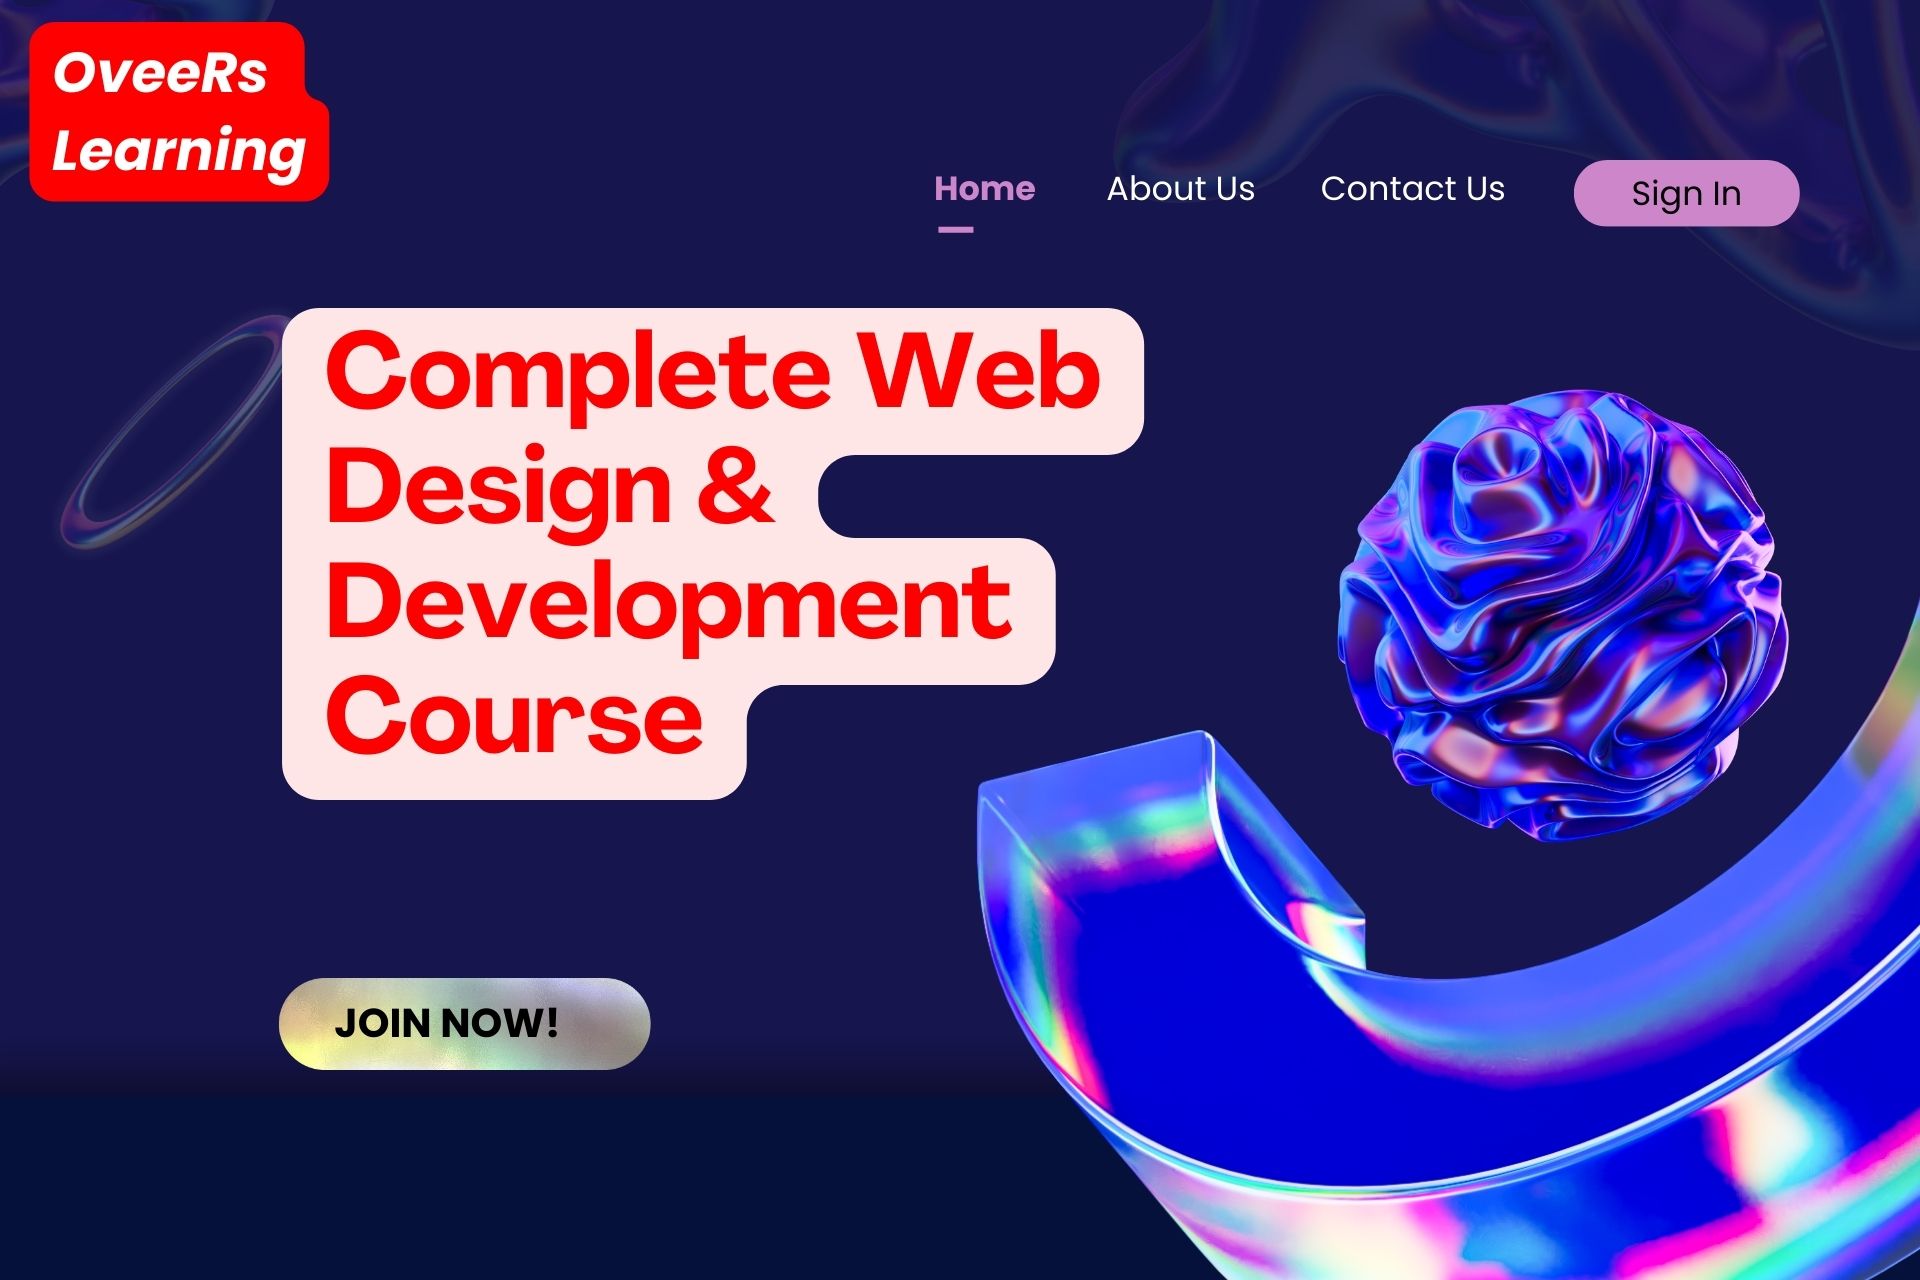 OveeRs
Learning
Home About Us Contact Us Sign In
Complete Web
Design &
Development
Course
JOIN NOW!